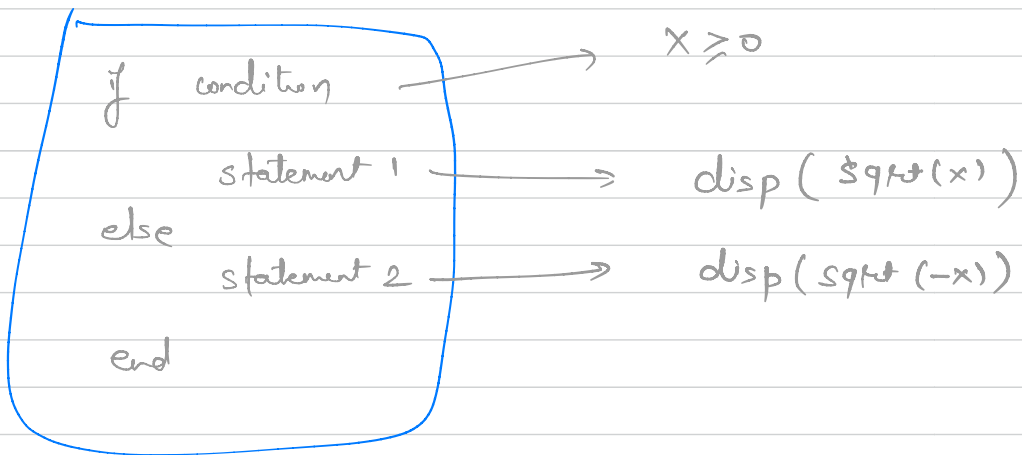 if condition → x ≥ 0
statement 1 → disp ( sqrt(x) )
else
statement 2 → disp ( sqrt (-x) )
end